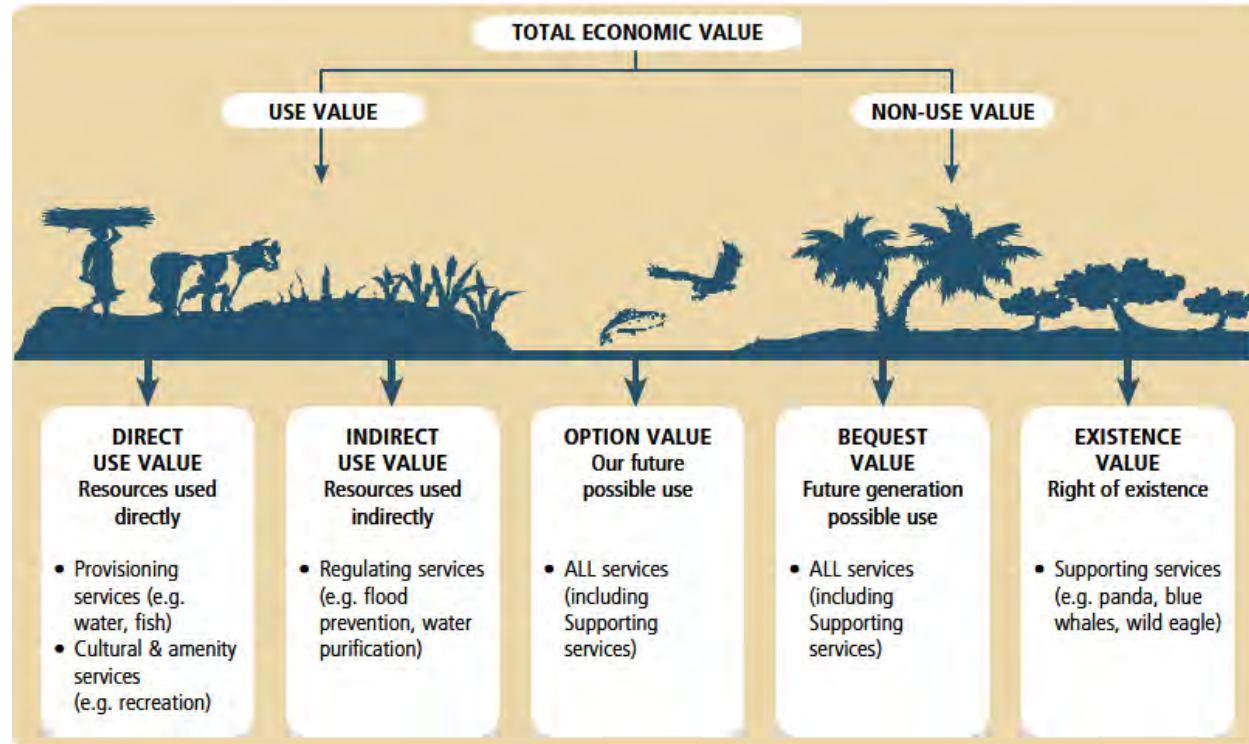 TOTAL ECONOMIC VALUE
USE VALUE
NON-USE VALUE
DIRECT
USE VALUE
Resources used
directly
• Provisioning
services (e.g.
water, fish)
• Cultural & amenity
services
(e.g. recreation)
INDIRECT
USE VALUE
Resources used
indirectly
• Regulating services
(e.g. flood
prevention, water
purification)
OPTION VALUE
Our future
possible use
• ALL services
(including
Supporting
services)
BEQUEST
VALUE
Future generation
possible use
• ALL services
(including
Supporting
services)
EXISTENCE
VALUE
Right of existence
• Supporting services
(e.g. panda, blue
whales, wild eagle)